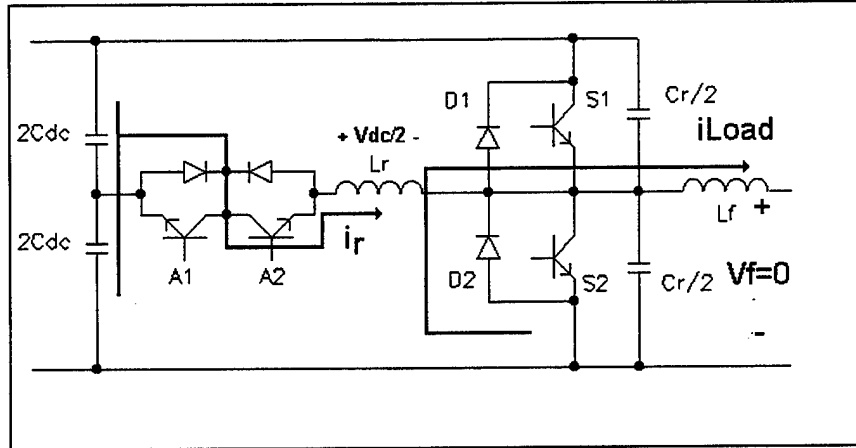 D1
S1
Cr/2
2Cdc
+ Vdc/2 -
iLoad
Lr
Lf
+
2Cdc
ir
A1
A2
D2
S2
Cr/2
Vf=0
-